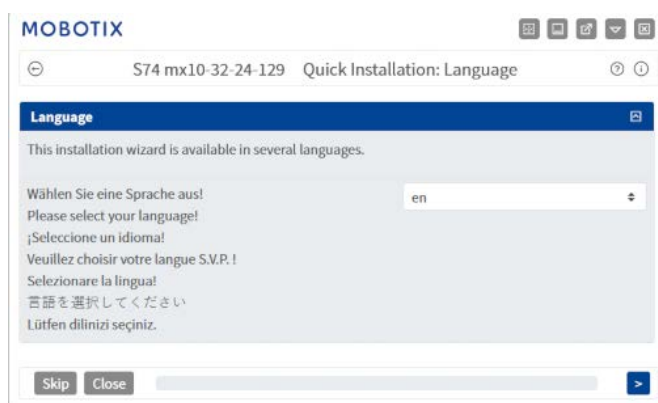 MOBOTIX
S74 mx10-32-24-129 Quick Installation: Language
Language
This installation wizard is available in several languages.
Wählen Sie eine Sprache aus!
en
Please select your language!
¡Seleccione un idioma!
Veuillez choisir votre langue S.V.P. !
Selezionare la lingua!
言語を選択してください
Lütfen dilinizi seçiniz.
Skip Close >